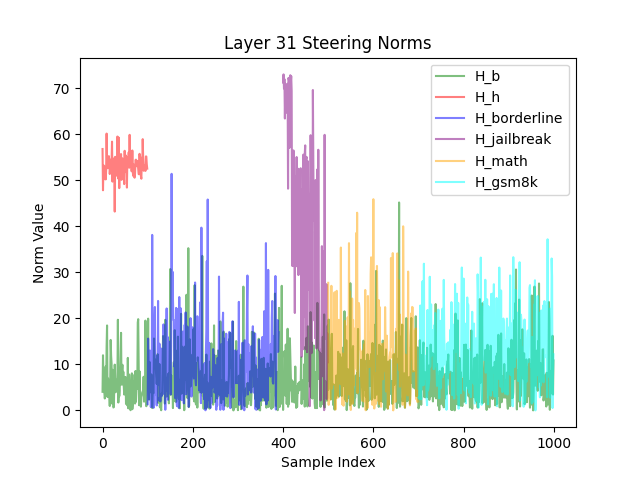 Layer 31 Steering Norms
Norm Value
70
60
50
40
30
20
10
0
H_b
H_h
H_borderline
H_jailbreak
H_math
H_gsm8k
0
200
400
600
800
1000
Sample Index